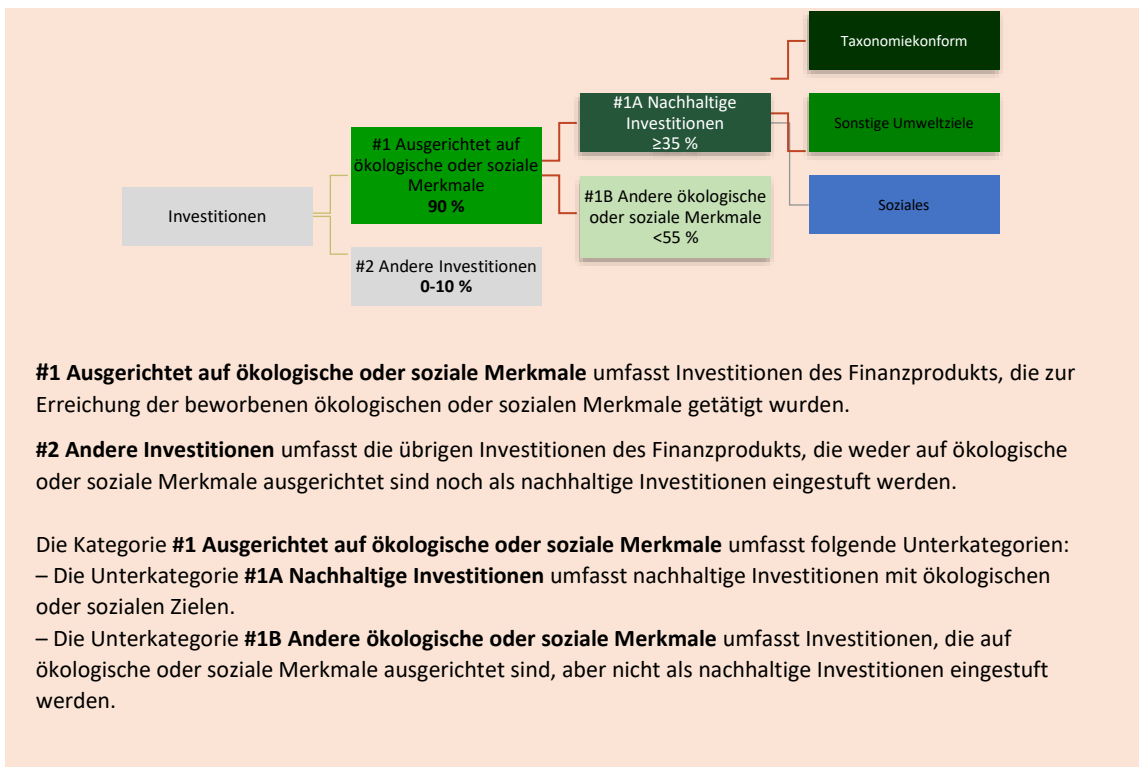 Taxonomiekonform
#1A Nachhaltige
Investitionen
≥35 %
Sonstige Umweltziele
#1 Ausgerichtet auf
ökologische oder soziale
Merkmale
90 %
#1B Andere ökologische
oder soziale Merkmale
<55 %
Soziales
Investitionen
#2 Andere Investitionen
0-10 %
#1 Ausgerichtet auf ökologische oder soziale Merkmale umfasst Investitionen des Finanzprodukts, die zur
Erreichung der beworbenen ökologischen oder sozialen Merkmale getätigt wurden.
#2 Andere Investitionen umfasst die übrigen Investitionen des Finanzprodukts, die weder auf ökologische
oder soziale Merkmale ausgerichtet sind noch als nachhaltige Investitionen eingestuft werden.
Die Kategorie #1 Ausgerichtet auf ökologische oder soziale Merkmale umfasst folgende Unterkategorien:
– Die Unterkategorie #1A Nachhaltige Investitionen umfasst nachhaltige Investitionen mit ökologischen
oder sozialen Zielen.
– Die Unterkategorie #1B Andere ökologische oder soziale Merkmale umfasst Investitionen, die auf
ökologische oder soziale Merkmale ausgerichtet sind, aber nicht als nachhaltige Investitionen eingestuft
werden.